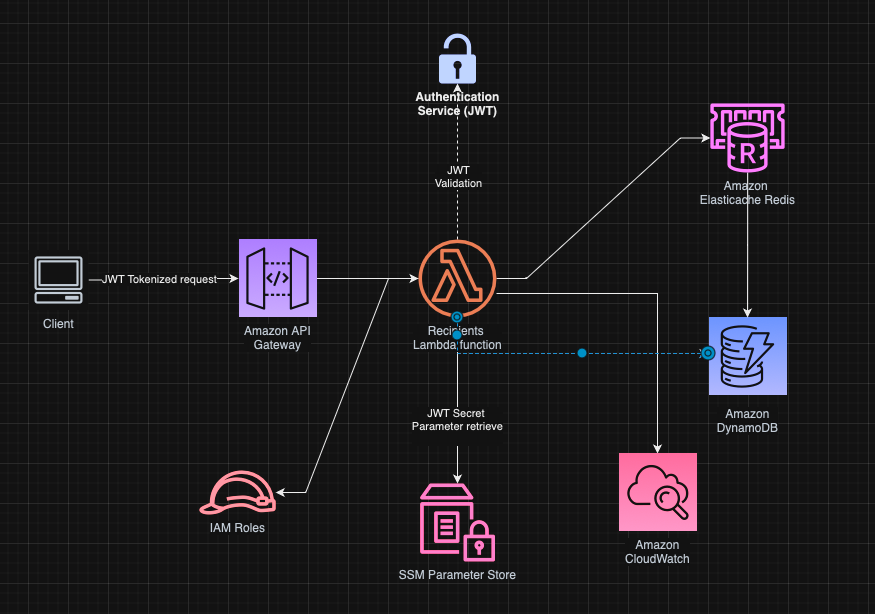 Authentication
Service (JWT)
JWT
Validation
R
Amazon
Elasticache Redis
JWT Tokenized request
</>
Client
Amazon API
Gateway
Recipients
Lambda function
Amazon
DynamoDB
JWT Secret
Parameter retrieve
IAM Roles
SSM Parameter Store
Amazon
CloudWatch